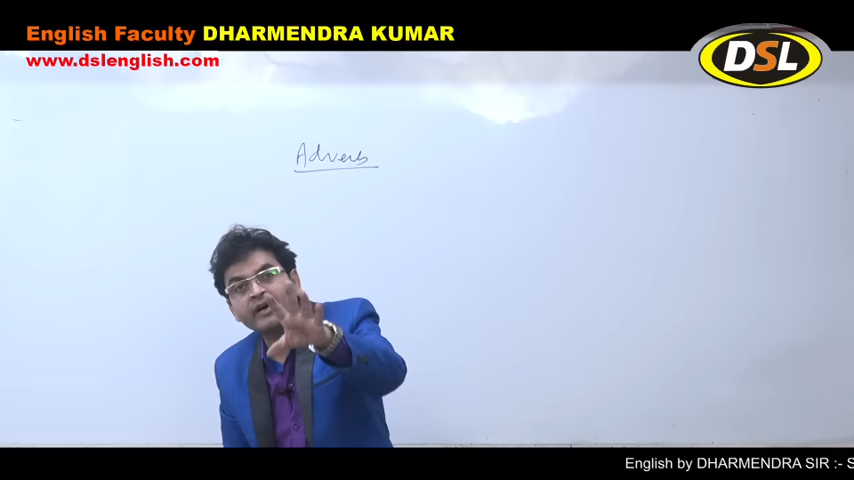 English Faculty DHARMENDRA KUMAR
www.dslenglish.com
DSL
Adverb
English by DHARMENDRA SIR :- S